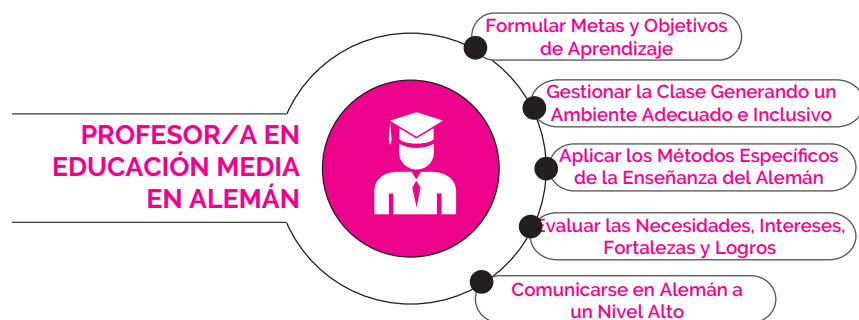 PROFESOR/A EN
EDUCACIÓN MEDIA
EN ALEMÁN
Formular Metas y Objetivos
de Aprendizaje
Gestionar la Clase Generando un
Ambiente Adecuado e Inclusivo
Aplicar los Métodos Específicos
de la Enseñanza del Alemán
Evaluar las Necesidades, Intereses,
Fortalezas y Logros
Comunicarse en Alemán a
un Nivel Alto